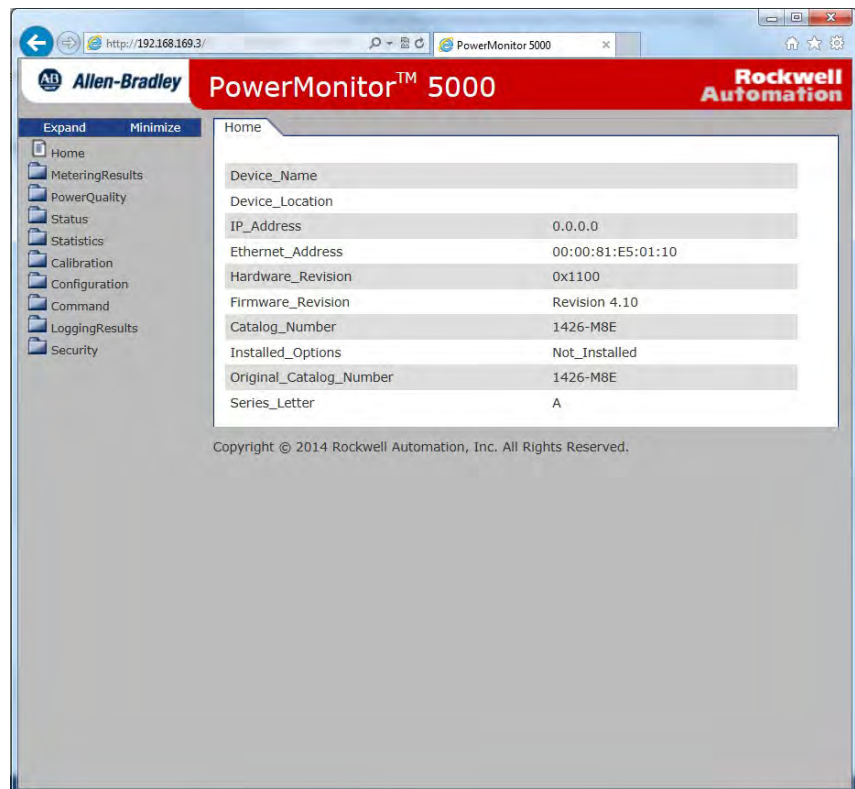 http://192.168.169.3/
PowerMonitor 5000
AB Allen-Bradley
PowerMonitor™ 5000
Rockwell
Automation
Expand Minimize
Home
MeteringResults
PowerQuality
Status
Statistics
Calibration
Configuration
Command
LoggingResults
Security
Home
Device_Name
Device_Location
IP_Address 0.0.0.0
Ethernet_Address 00:00:81:E5:01:10
Hardware_Revision 0x1100
Firmware_Revision Revision 4.10
Catalog_Number 1426-M8E
Installed_Options Not_Installed
Original_Catalog_Number 1426-M8E
Series_Letter A
Copyright © 2014 Rockwell Automation, Inc. All Rights Reserved.